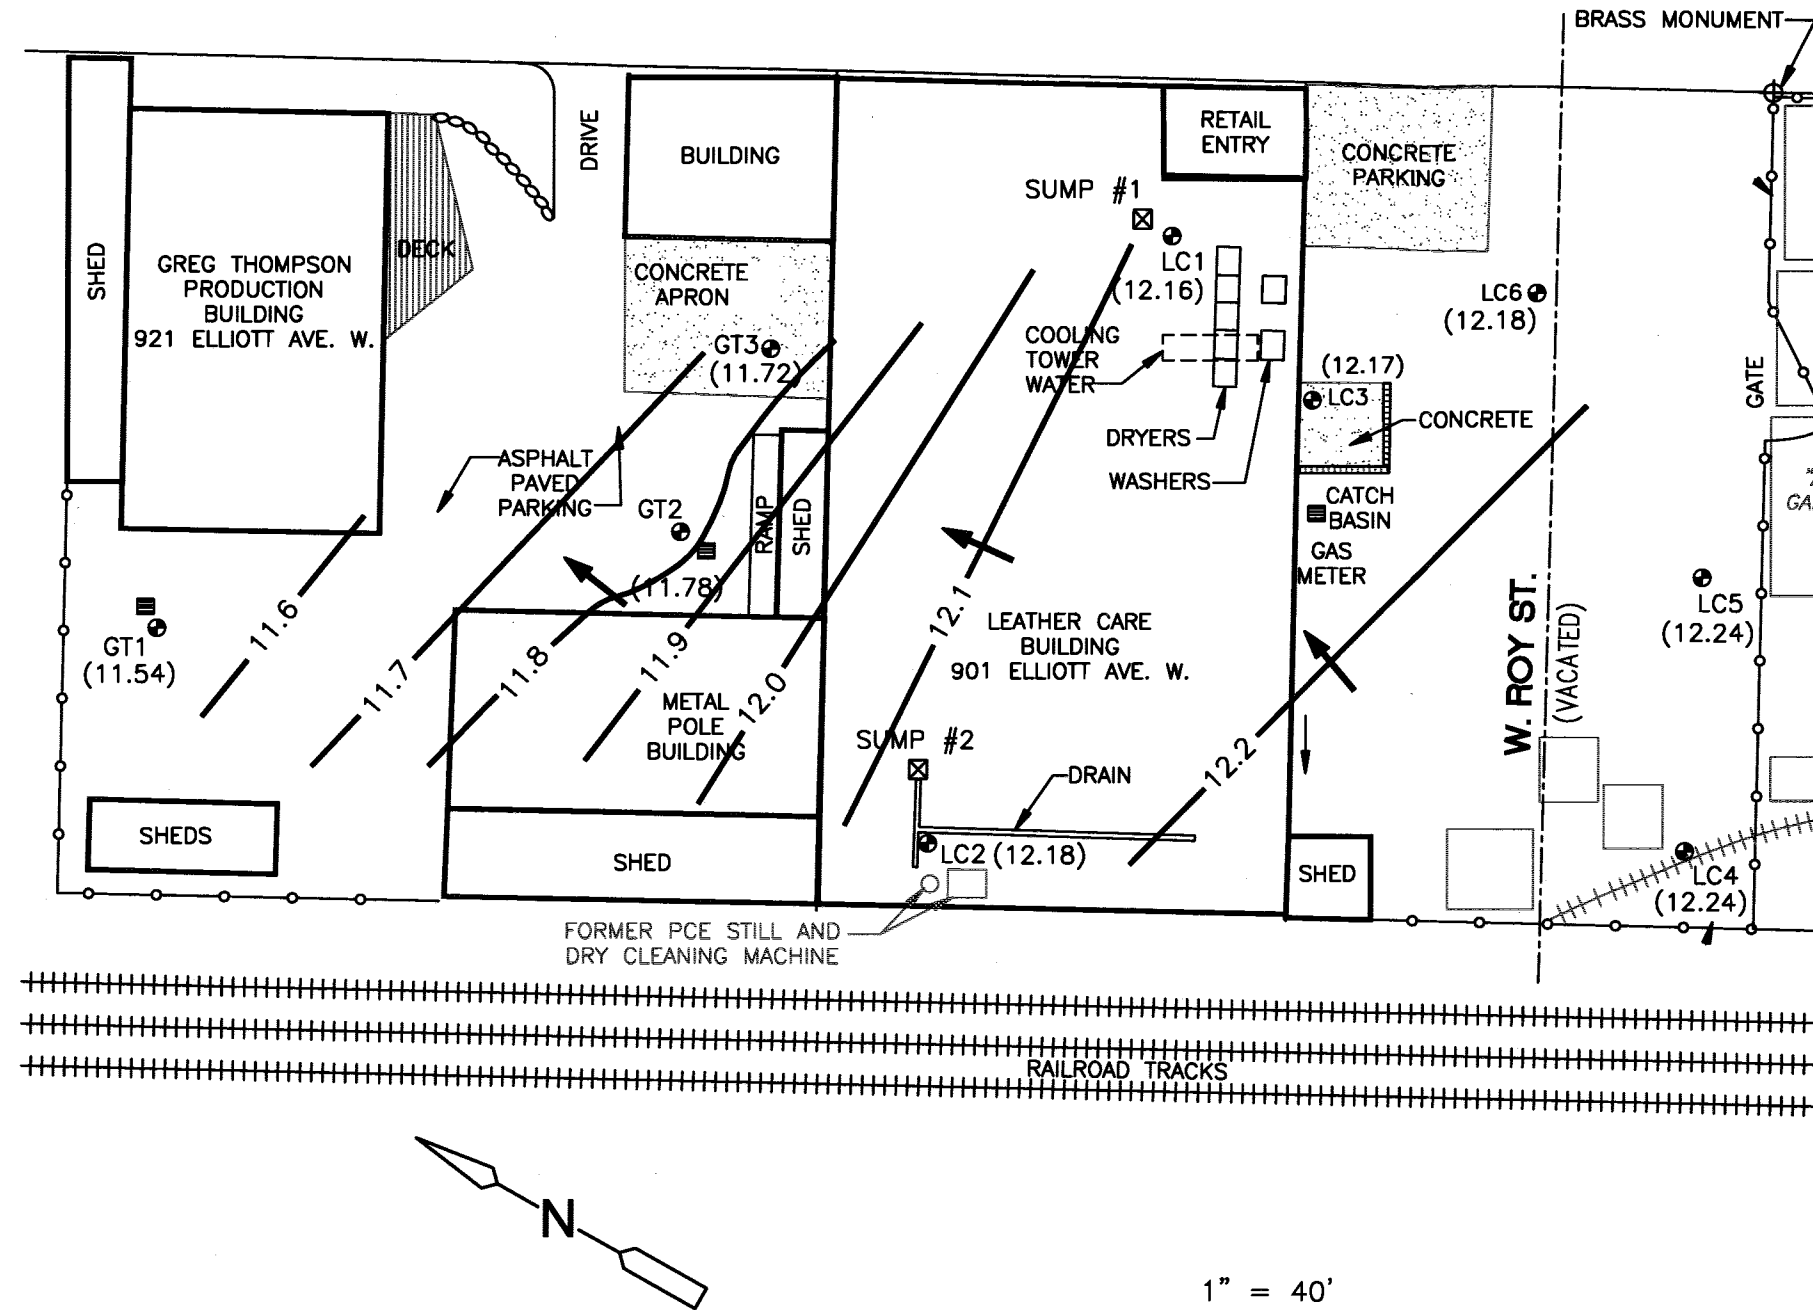 BRASS MONUMENT
SHED
GREG THOMPSON
PRODUCTION
BUILDING
921 ELLIOTT AVE. W.
DECK
DRIVE
BUILDING
CONCRETE
APRON
GT3
(11.72)
RETAIL
ENTRY
SUMP #1
LC1
(12.16)
CONCRETE
PARKING
LC6
(12.18)
COOLING
TOWER
WATER
(12.17)
LC3
CONCRETE
GATE
DRYERS
WASHERS
CATCH
BASIN
GAS
METER
ASPHALT
PAVED
PARKING
GT2
(11.78)
RAMP
SHED
GT1
(11.54)
11.6
11.7
11.8
11.9
12.0
12.1
12.2
LEATHER CARE
BUILDING
901 ELLIOTT AVE. W.
METAL
POLE
BUILDING
W. ROY ST.
(VACATED)
LC5
(12.24)
SUMP #2
DRAIN
LC2 (12.18)
SHEDS
SHED
SHED
LC4
(12.24)
FORMER PCE STILL AND
DRY CLEANING MACHINE
RAILROAD TRACKS
N
1" = 40'